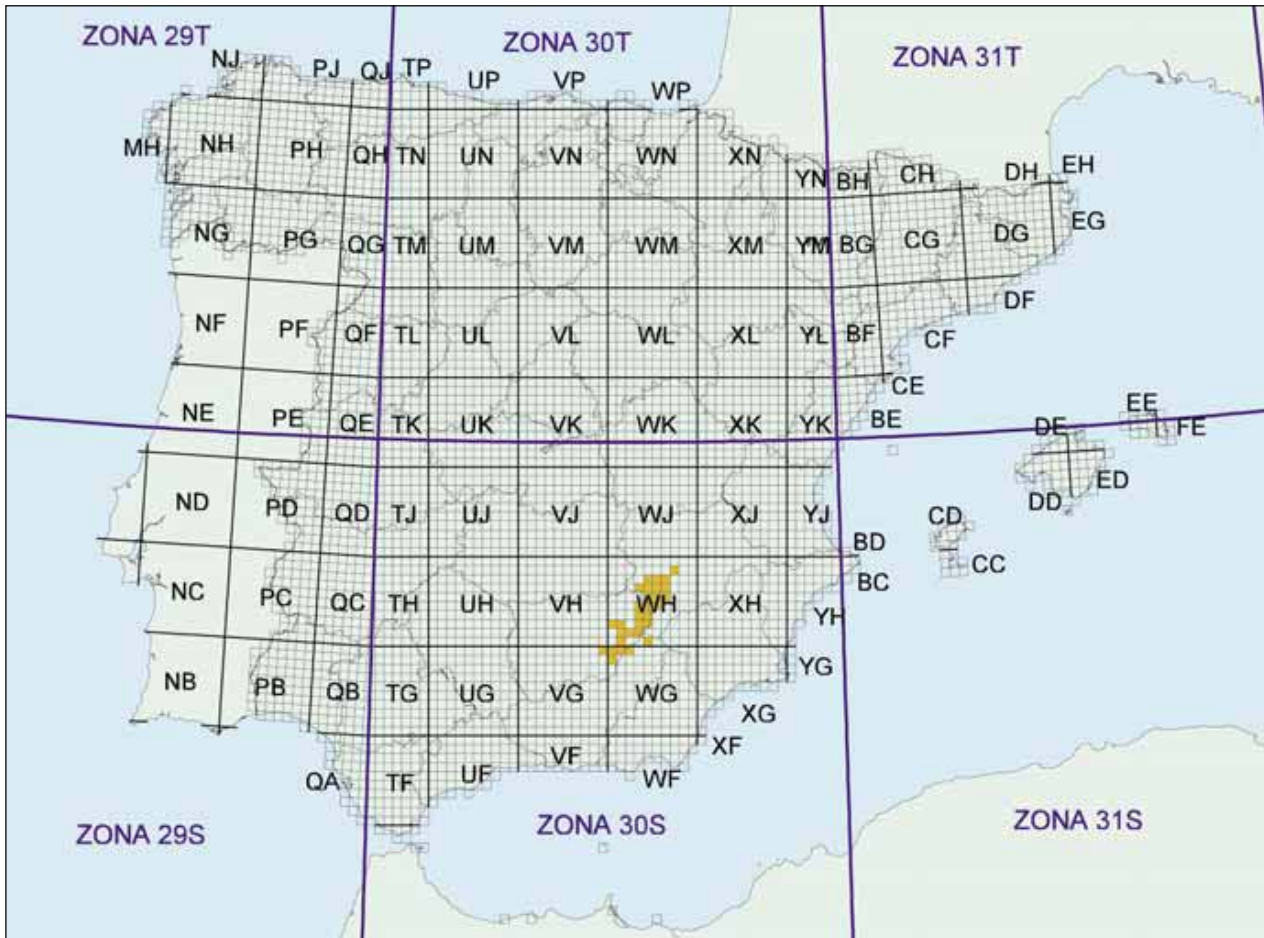 ZONA 29T
ZONA 30T
ZONA 31T
NJ PJ QJ TP UP VP WP
MH NH PH QH TN UN VN WN XN YN BH CH DH EH
NG PG QG TM UM VM WM XM YM BG CG DG EG
NF PF QF TL UL VL WL XL YL BF CF DF
NE PE QE TK UK VK WK XK YK BE CE DE EE FE
ND PD QD TJ UJ VJ WJ XJ YJ BD CD DD ED
NC PC QC TH UH VH WH XH YH BC CC
NB PB QB TG UG VG WG XG YG
QA TF UF VF WF XF
ZONA 29S
ZONA 30S
ZONA 31S